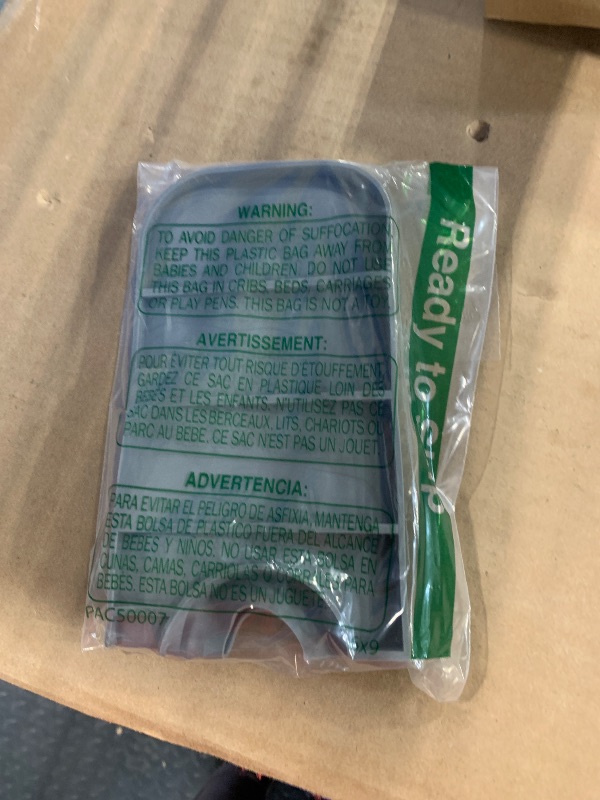 WARNING:
TO AVOID DANGER OF SUFFOCATION
KEEP THIS PLASTIC BAG AWAY FROM
BABIES AND CHILDREN. DO NOT USE
THIS BAG IN CRIBS, BEDS, CARRIAGES
OR PLAY PENS. THIS BAG IS NOT A TOY.
AVERTISSEMENT:
POUR ÉVITER TOUT RISQUE D'ÉTOUFFEMENT,
GARDEZ CE SAC EN PLASTIQUE LOIN DES
BÉBÉS ET LES ENFANTS. N'UTILISEZ PAS CE
SAC DANS LES BERCEAUX, LITS, CHARIOTS OU
PARC AU BEBE. CE SAC N'EST PAS UN JOUET.
ADVERTENCIA:
PARA EVITAR EL PELIGRO DE ASFIXIA, MANTENGA
ESTA BOLSA DE PLASTICO FUERA DEL ALCANCE
DE BEBES Y NINOS. NO USAR ESTA BOLSA EN
CUNAS, CAMAS, CARRIOLAS O CORRALES PARA
BEBES. ESTA BOLSA NO ES UN JUGUETE.
PACS0007
x9
Ready to